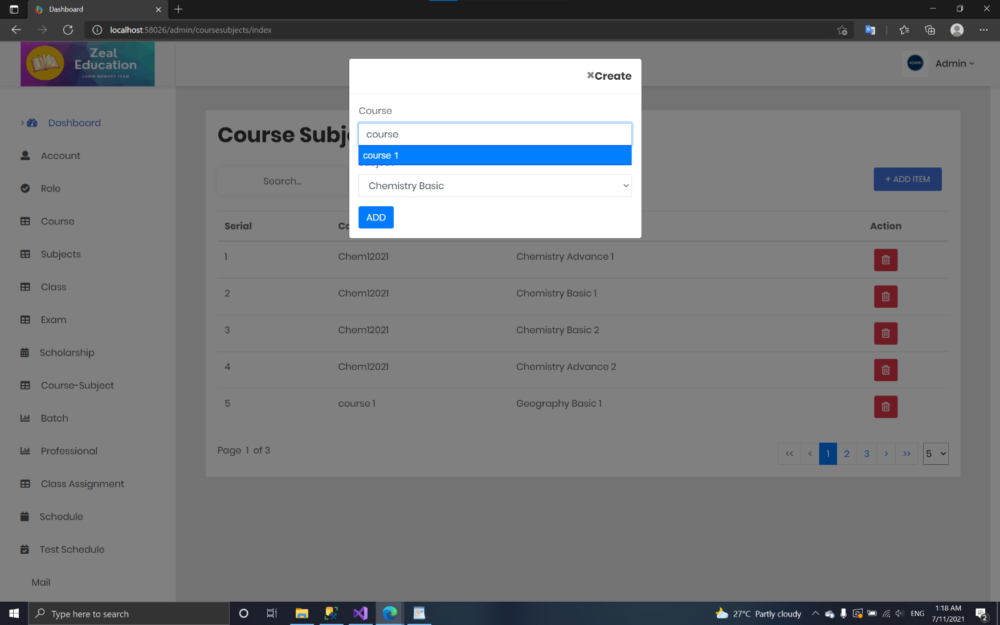 Dashboard
localhost:58026/admin/coursesubjects/index
Zeal
Education
LOGIN MEMORY TEAM
ADMIN
Admin
×Create
Course
course
course 1
Chemistry Basic
ADD
> Dashboard
Account
Role
Course
Subjects
Class
Exam
Scholarship
Course-Subject
Batch
Professional
Class Assignment
Schedule
Test Schedule
Mail
Course Subj
Search...
+ ADD ITEM
Serial Co Action
1 Chem12021 Chemistry Advance 1
2 Chem12021 Chemistry Basic 1
3 Chem12021 Chemistry Basic 2
4 Chem12021 Chemistry Advance 2
5 course 1 Geography Basic 1
Page 1 of 3
<< < 1 2 3 > >> 5
Type here to search
27°C Partly cloudy
ENG
1:18 AM
7/11/2021
2